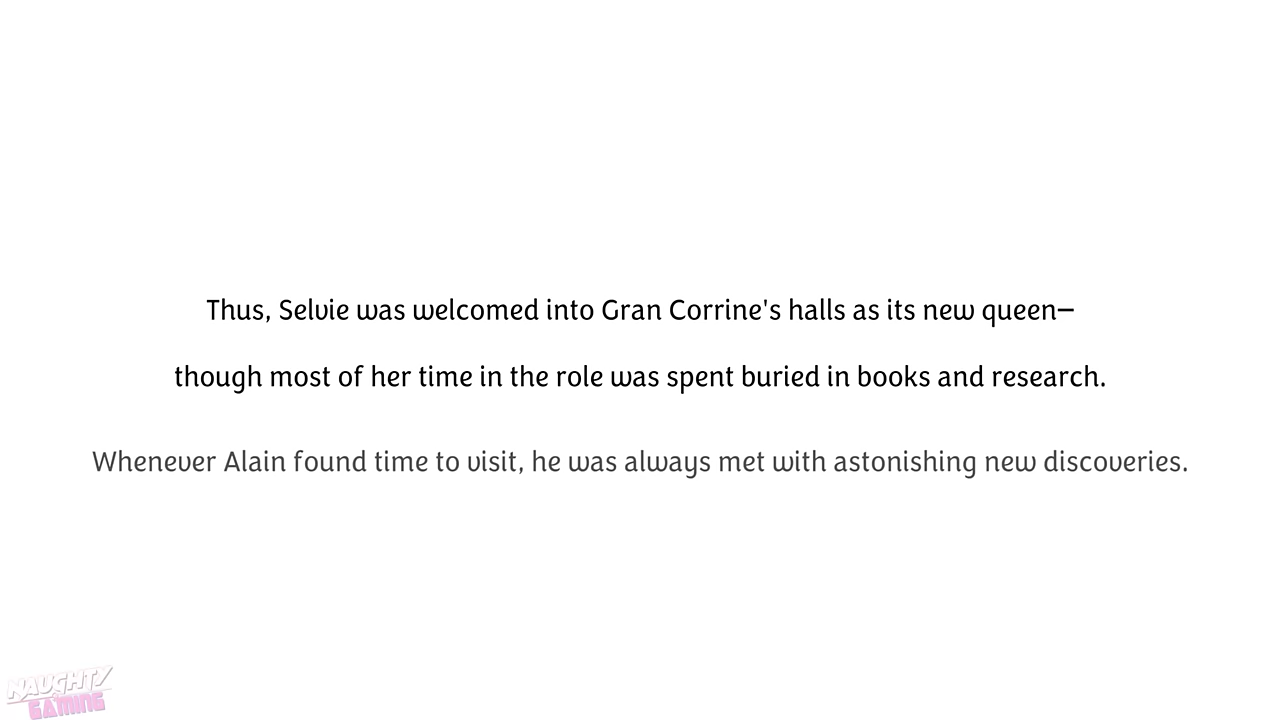 Thus, Selvie was welcomed into Gran Corrine's halls as its new queen—
though most of her time in the role was spent buried in books and research.
Whenever Alain found time to visit, he was always met with astonishing new discoveries.
NAUGHTY
GAMING